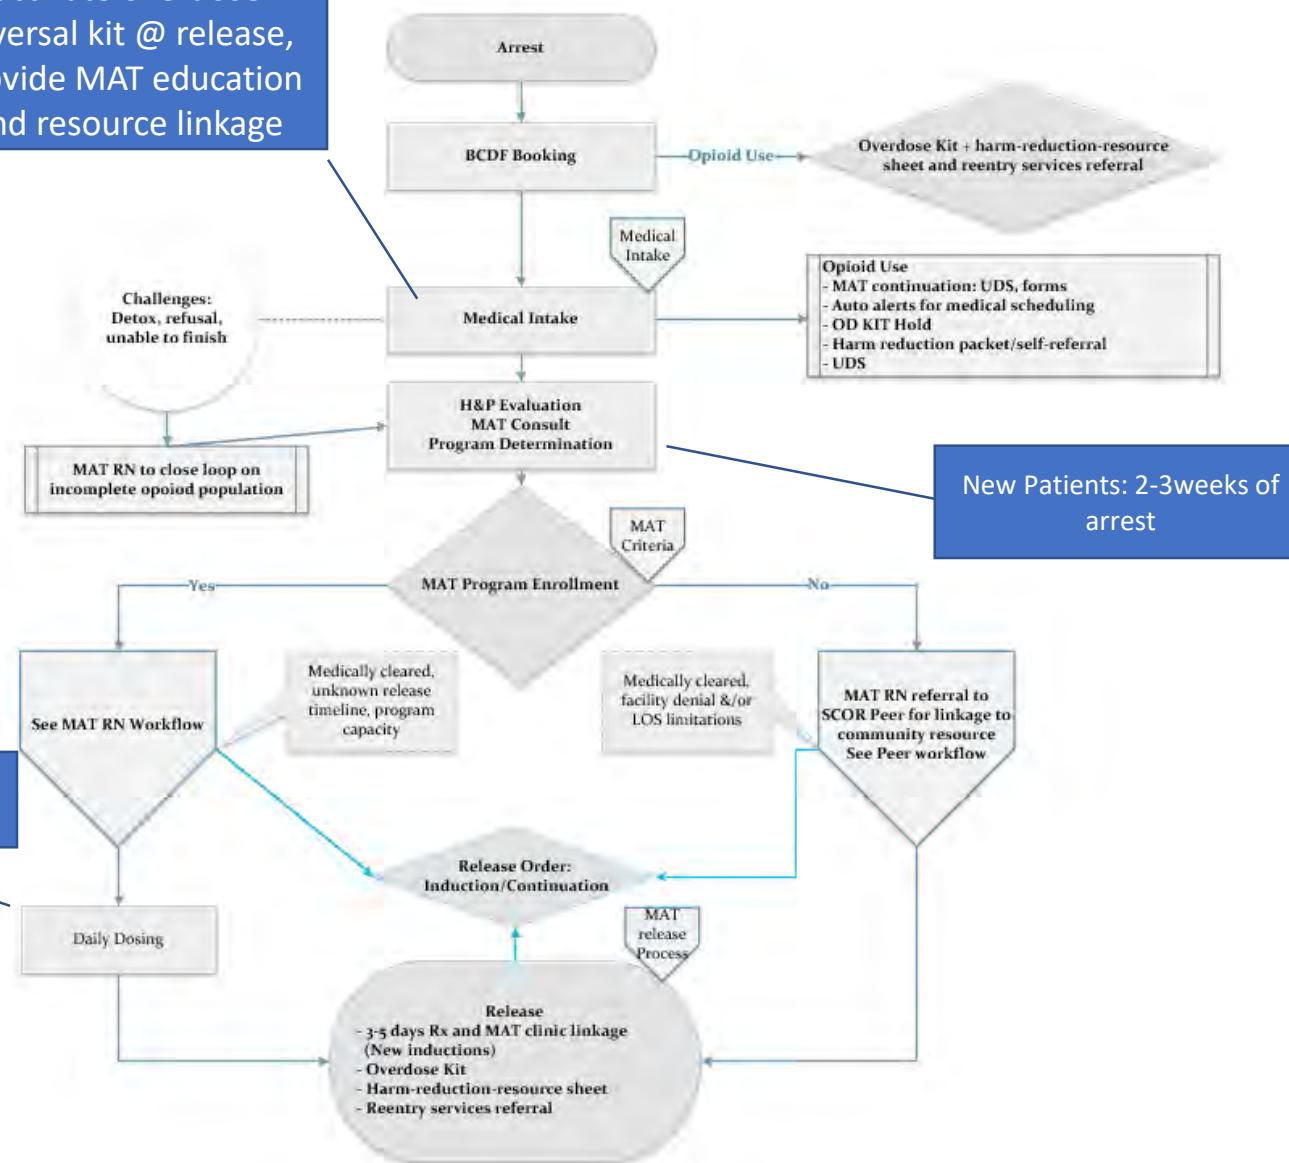 versal kit @ release,
vide MAT education
nd resource linkage
Arrest
BCDF Booking
Opioid Use
Overdose Kit + harm-reduction-resource
sheet and reentry services referral
Medical
Intake
Challenges:
Detox, refusal,
unable to finish
Medical Intake
Opioid Use
- MAT continuation: UDS, forms
- Auto alerts for medical scheduling
- OD KIT Hold
- Harm reduction packet/self-referral
- UDS
H&P Evaluation
MAT Consult
Program Determination
MAT RN to close loop on
incomplete opoiod population
New Patients: 2-3weeks of
arrest
MAT
Criteria
MAT Program Enrollment
Yes
No
See MAT RN Workflow
Medically cleared,
unknown release
timeline, program
capacity
Medically cleared,
facility denial &/or
LOS limitations
MAT RN referral to
SCOR Peer for linkage to
community resource
See Peer workflow
Release Order:
Induction/Continuation
Daily Dosing
MAT
release
Process
Release
- 3-5 days Rx and MAT clinic linkage
(New inductions)
- Overdose Kit
- Harm-reduction-resource sheet
- Reentry services referral